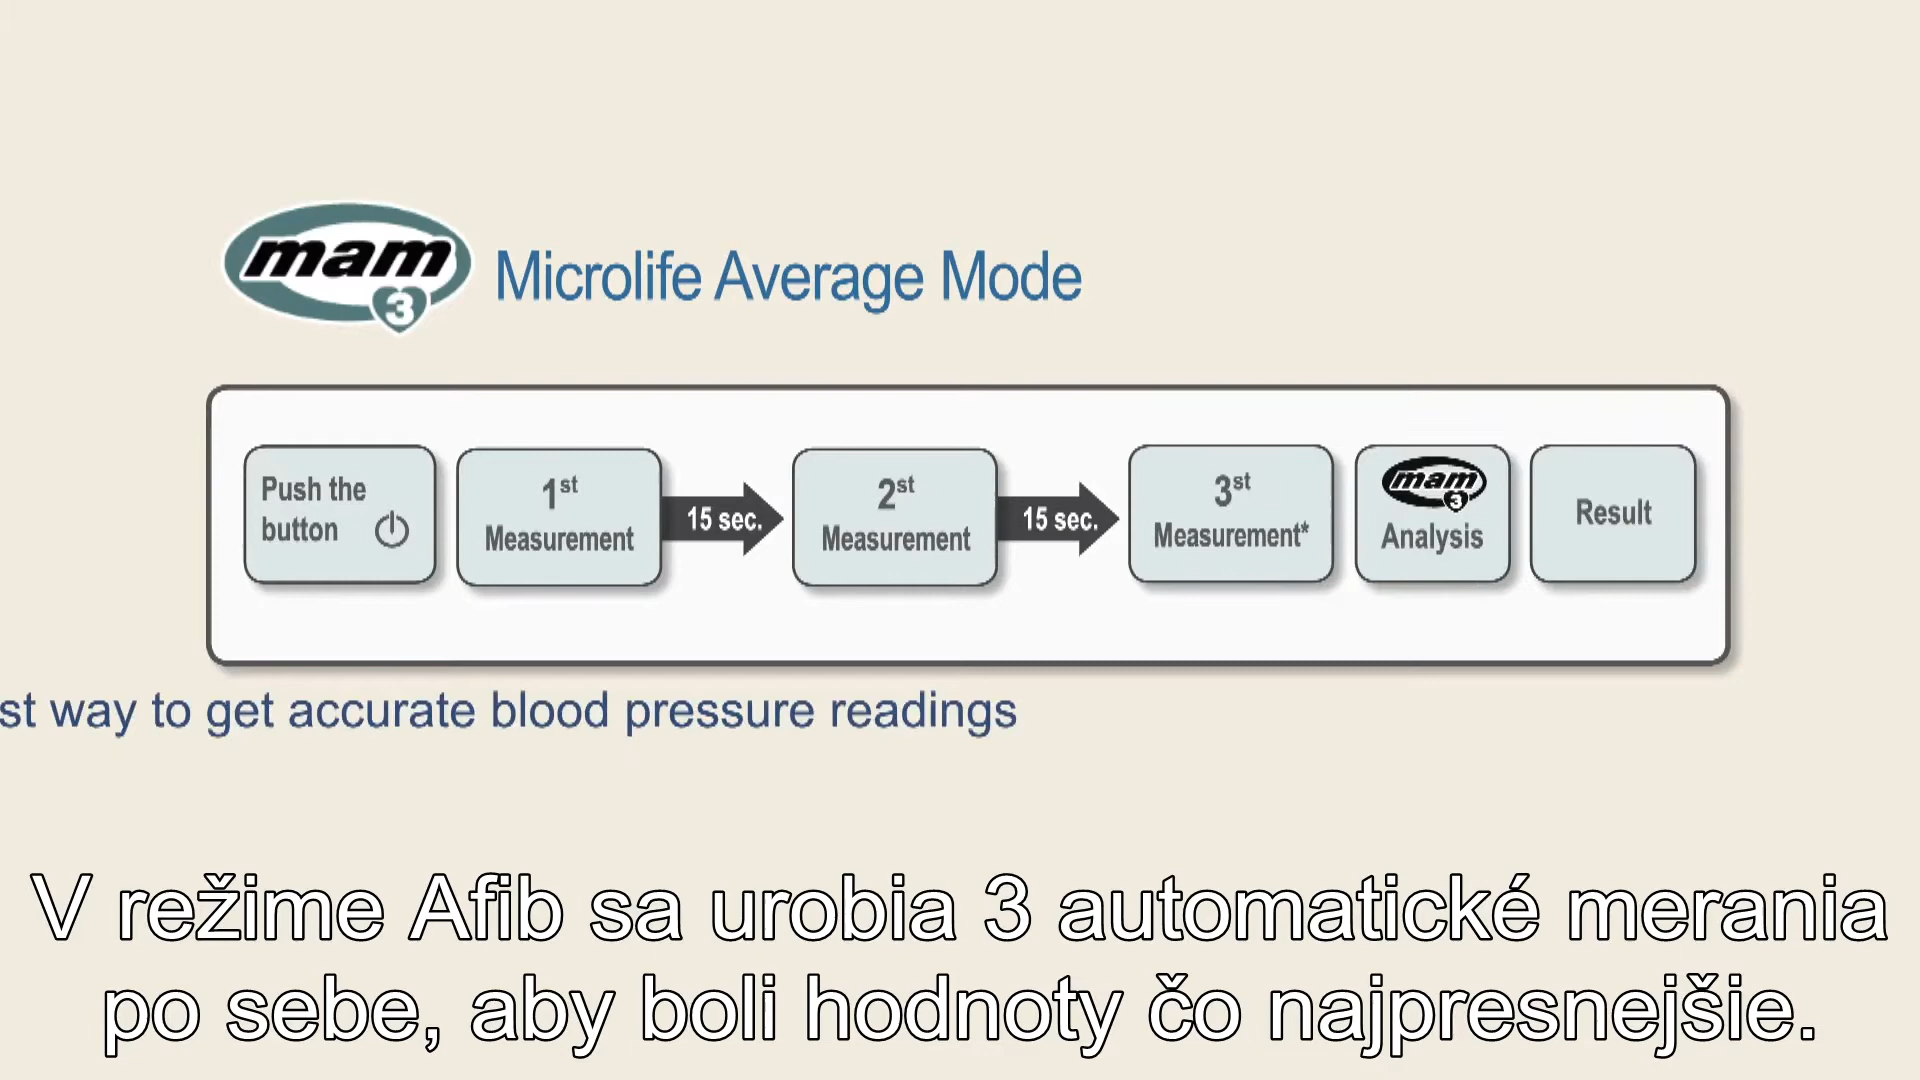 mam
3
Microlife Average Mode
Push the
button
1st
Measurement
15 sec.
2st
Measurement
15 sec.
3st
Measurement*
mam
3
Analysis
Result
st way to get accurate blood pressure readings
V režime Afib sa urobia 3 automatické merania
po sebe, aby boli hodnoty čo najpresnejšie.